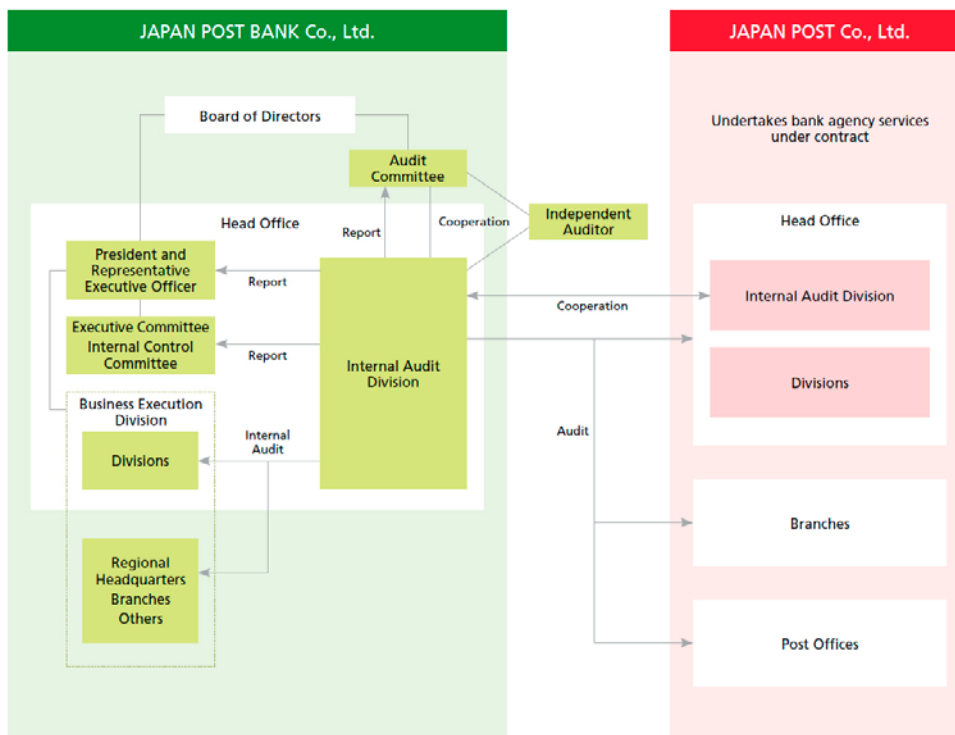 JAPAN POST BANK Co., Ltd.
JAPAN POST Co., Ltd.
Board of Directors
Undertakes bank agency services
under contract
Audit
Committee
Head Office
Report
Cooperation
Independent
Auditor
Head Office
President and
Representative
Executive Officer
Report
Cooperation
Internal Audit Division
Executive Committee
Internal Control
Committee
Report
Internal Audit
Division
Divisions
Business Execution
Division
Internal
Audit
Audit
Divisions
Branches
Regional
Headquarters
Branches
Others
Post Offices